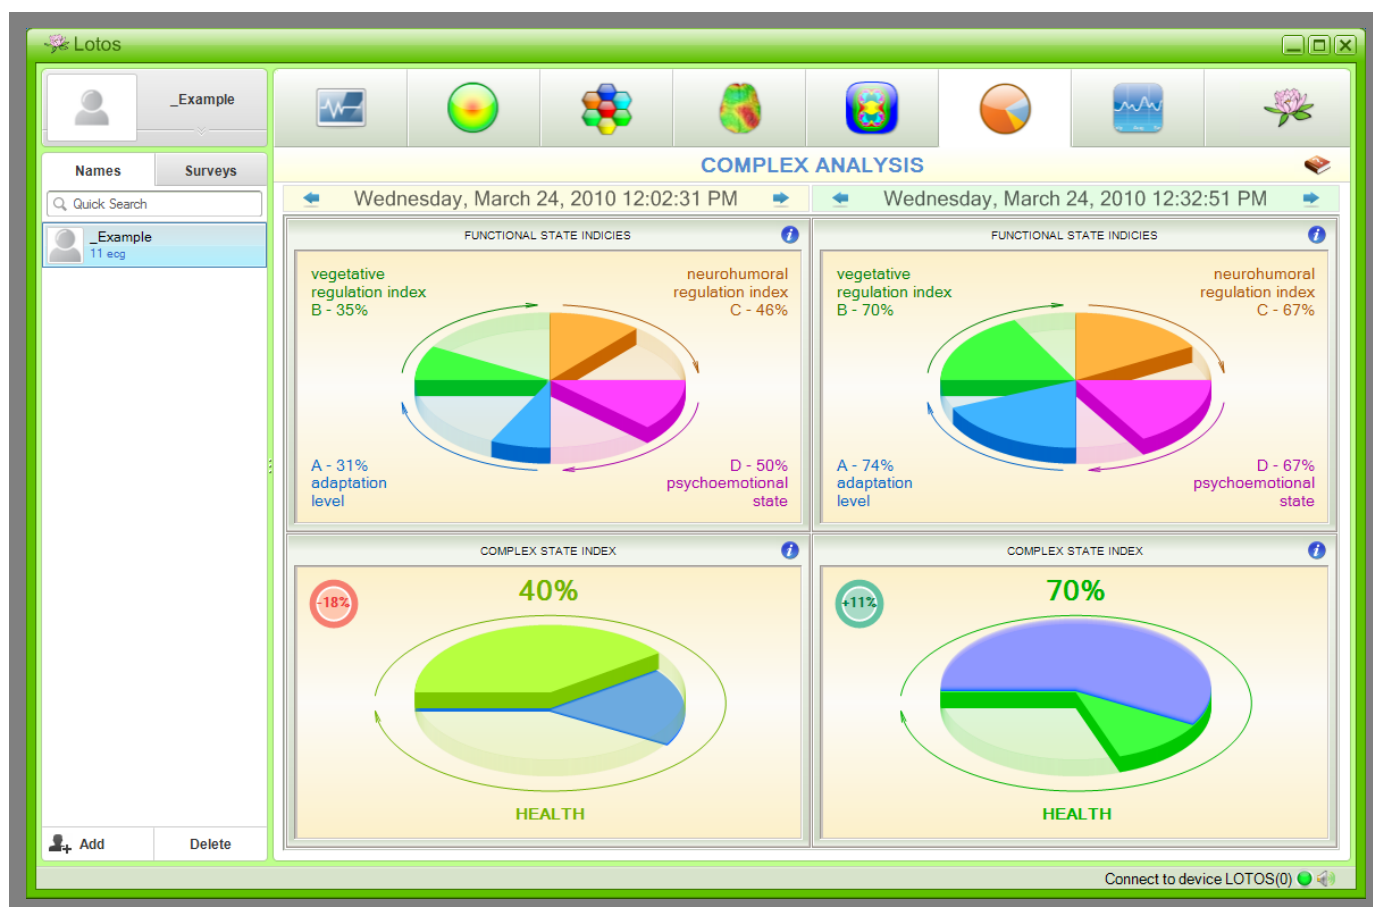 Lotos
_Example
Names
Surveys
Quick Search
_Example
11 ecg
Add
Delete
COMPLEX ANALYSIS
Wednesday, March 24, 2010 12:02:31 PM
Wednesday, March 24, 2010 12:32:51 PM
FUNCTIONAL STATE INDICIES
vegetative
regulation index
B - 35%
neurohumoral
regulation index
C - 46%
A - 31%
adaptation
level
D - 50%
psychoemotional
state
FUNCTIONAL STATE INDICIES
vegetative
regulation index
B - 70%
neurohumoral
regulation index
C - 67%
A - 74%
adaptation
level
D - 67%
psychoemotional
state
COMPLEX STATE INDEX
-18%
40%
HEALTH
COMPLEX STATE INDEX
+11%
70%
HEALTH
Connect to device LOTOS(0)